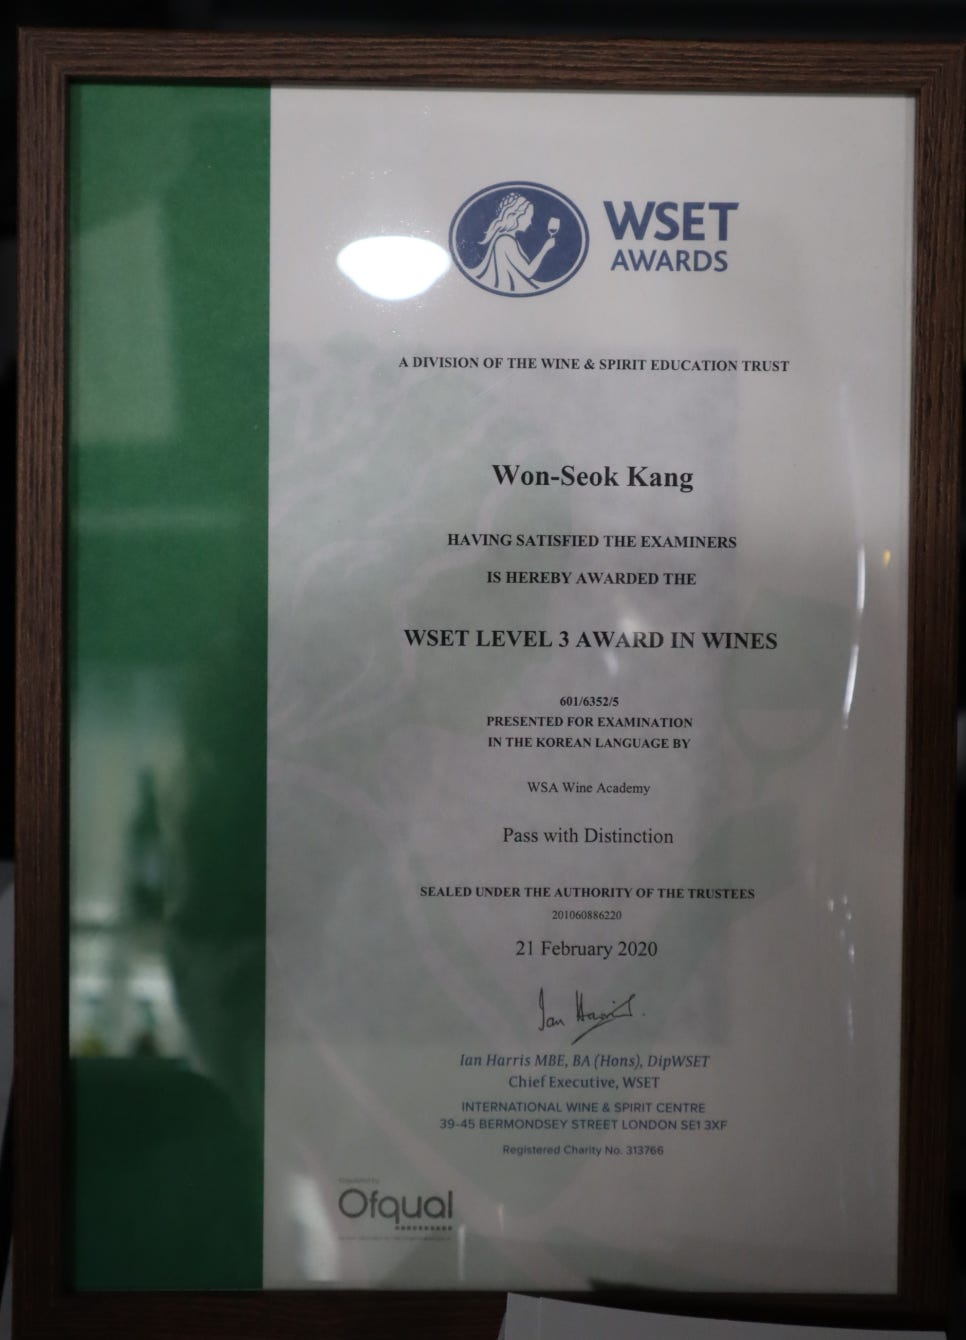 WSET
AWARDS
A DIVISION OF THE WINE & SPIRIT EDUCATION TRUST
Won-Seok Kang
HAVING SATISFIED THE EXAMINERS
IS HEREBY AWARDED THE
WSET LEVEL 3 AWARD IN WINES
601/6352/5
PRESENTED FOR EXAMINATION
IN THE KOREAN LANGUAGE BY
WSA Wine Academy
Pass with Distinction
SEALED UNDER THE AUTHORITY OF THE TRUSTEES
201060886220
21 February 2020
Ian Harris
Ian Harris MBE, BA (Hons), DipWSET
Chief Executive, WSET
INTERNATIONAL WINE & SPIRIT CENTRE
39-45 BERMONDSEY STREET LONDON SE1 3XF
Registered Charity No. 313766
Ofqual